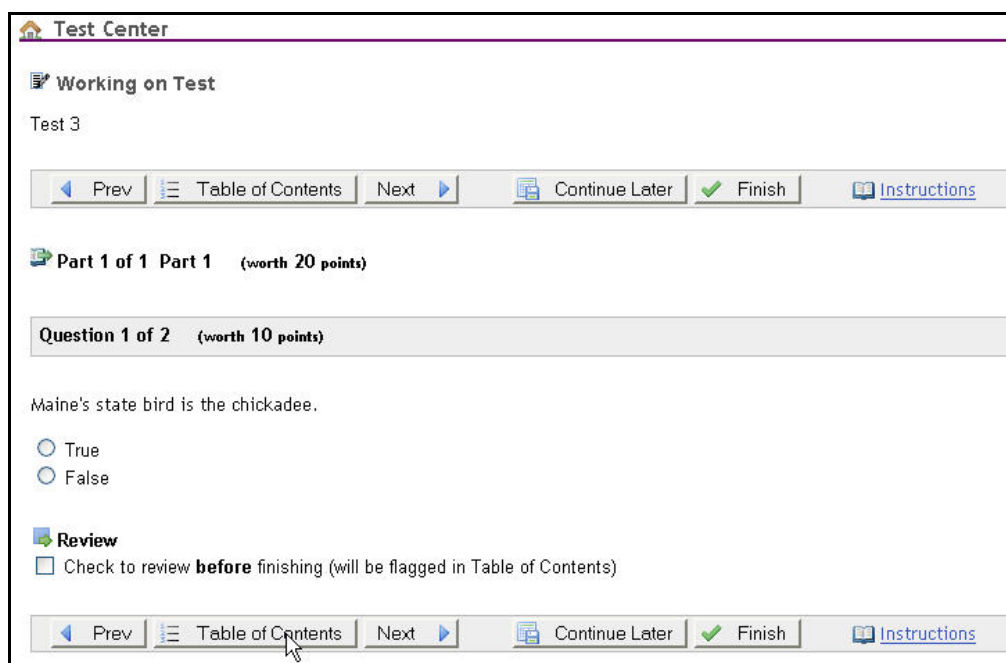 Test Center
Working on Test
Test 3
Prev Table of Contents Next Continue Later Finish Instructions
Part 1 of 1 Part 1 (worth 20 points)
Question 1 of 2 (worth 10 points)
Maine's state bird is the chickadee.
True
False
Review
Check to review before finishing (will be flagged in Table of Contents)
Prev Table of Contents Next Continue Later Finish Instructions